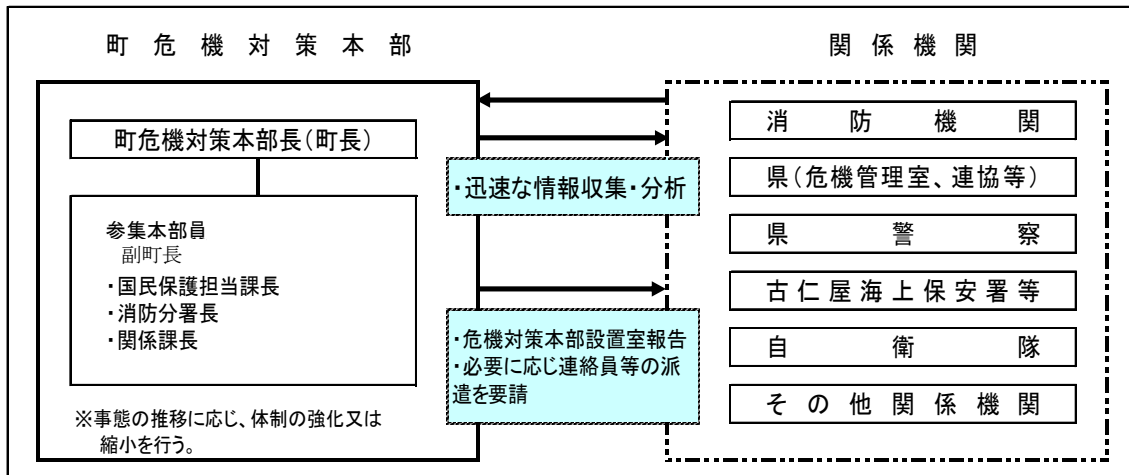 町危機対策本部
関係機関
町危機対策本部長(町長)
参集本部員
副町長
・国民保護担当課長
・消防分署長
・関係課長
※事態の推移に応じ、体制の強化又は
縮小を行う。
・迅速な情報収集・分析
・危機対策本部設置室報告
・必要に応じ連絡員等の派
遣を要請
消防機関
県(危機管理室、連協等)
県警察
古仁屋海上保安署等
自衛隊
その他関係機関